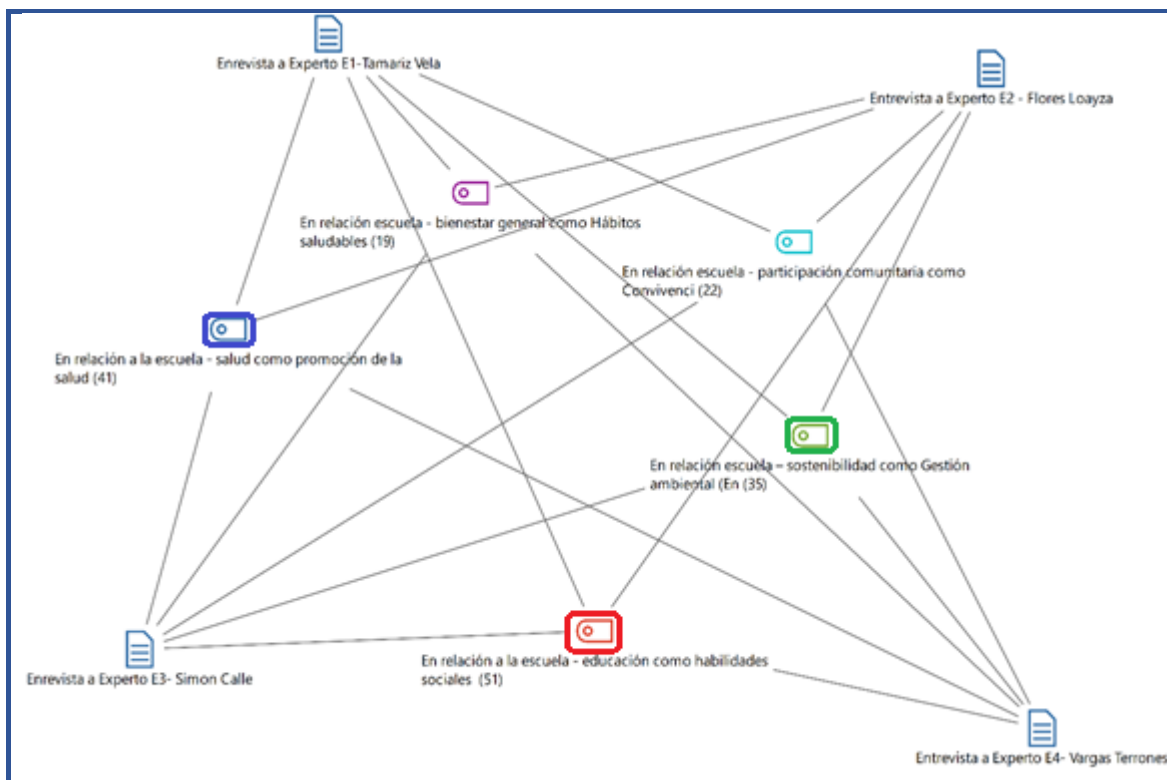 Enrevista a Experto E1-Tamariz Vela
Entrevista a Experto E2 - Flores Loayza
En relación escuela - bienestar general como Hábitos
saludables (19)
En relación escuela - participación comunitaria como
Convivenci (22)
En relación a la escuela - salud como promoción de la
salud (41)
En relación escuela – sostenibilidad como Gestión
ambiental (En (35)
En relación a la escuela - educación como habilidades
sociales (51)
Enrevista a Experto E3- Simon Calle
Entrevista a Experto E4- Vargas Terrones